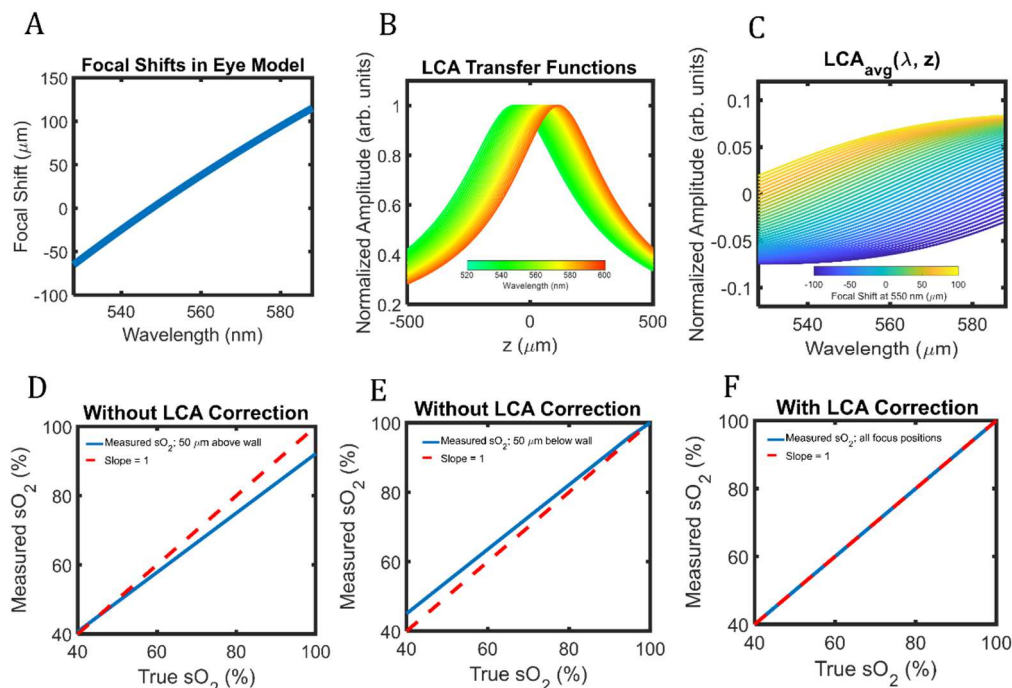 A
Focal Shifts in Eye Model
Focal Shift (μm)
150
100
50
0
-50
-100
540
560
580
Wavelength (nm)
B
LCA Transfer Functions
Normalized Amplitude (arb. units)
1
0.8
0.6
0.4
0.2
520
540
560
580
600
Wavelength (nm)
-500
0
500
z (μm)
C
LCA_avg(λ, z)
Normalized Amplitude (arb. units)
0.1
0.05
0
-0.05
-0.1
-100
-50
0
50
100
Focal Shift at 550 nm (μm)
540
560
580
Wavelength (μm)
D
Without LCA Correction
Measured sO₂ (%)
100
80
60
40
Measured sO₂: 50 μm above wall
Slope = 1
40
60
80
100
True sO₂ (%)
E
Without LCA Correction
Measured sO₂ (%)
100
80
60
40
Measured sO₂: 50 μm below wall
Slope = 1
40
60
80
100
True sO₂ (%)
F
With LCA Correction
Measured sO₂ (%)
100
80
60
40
Measured sO₂: all focus positions
Slope = 1
40
60
80
100
True sO₂ (%)